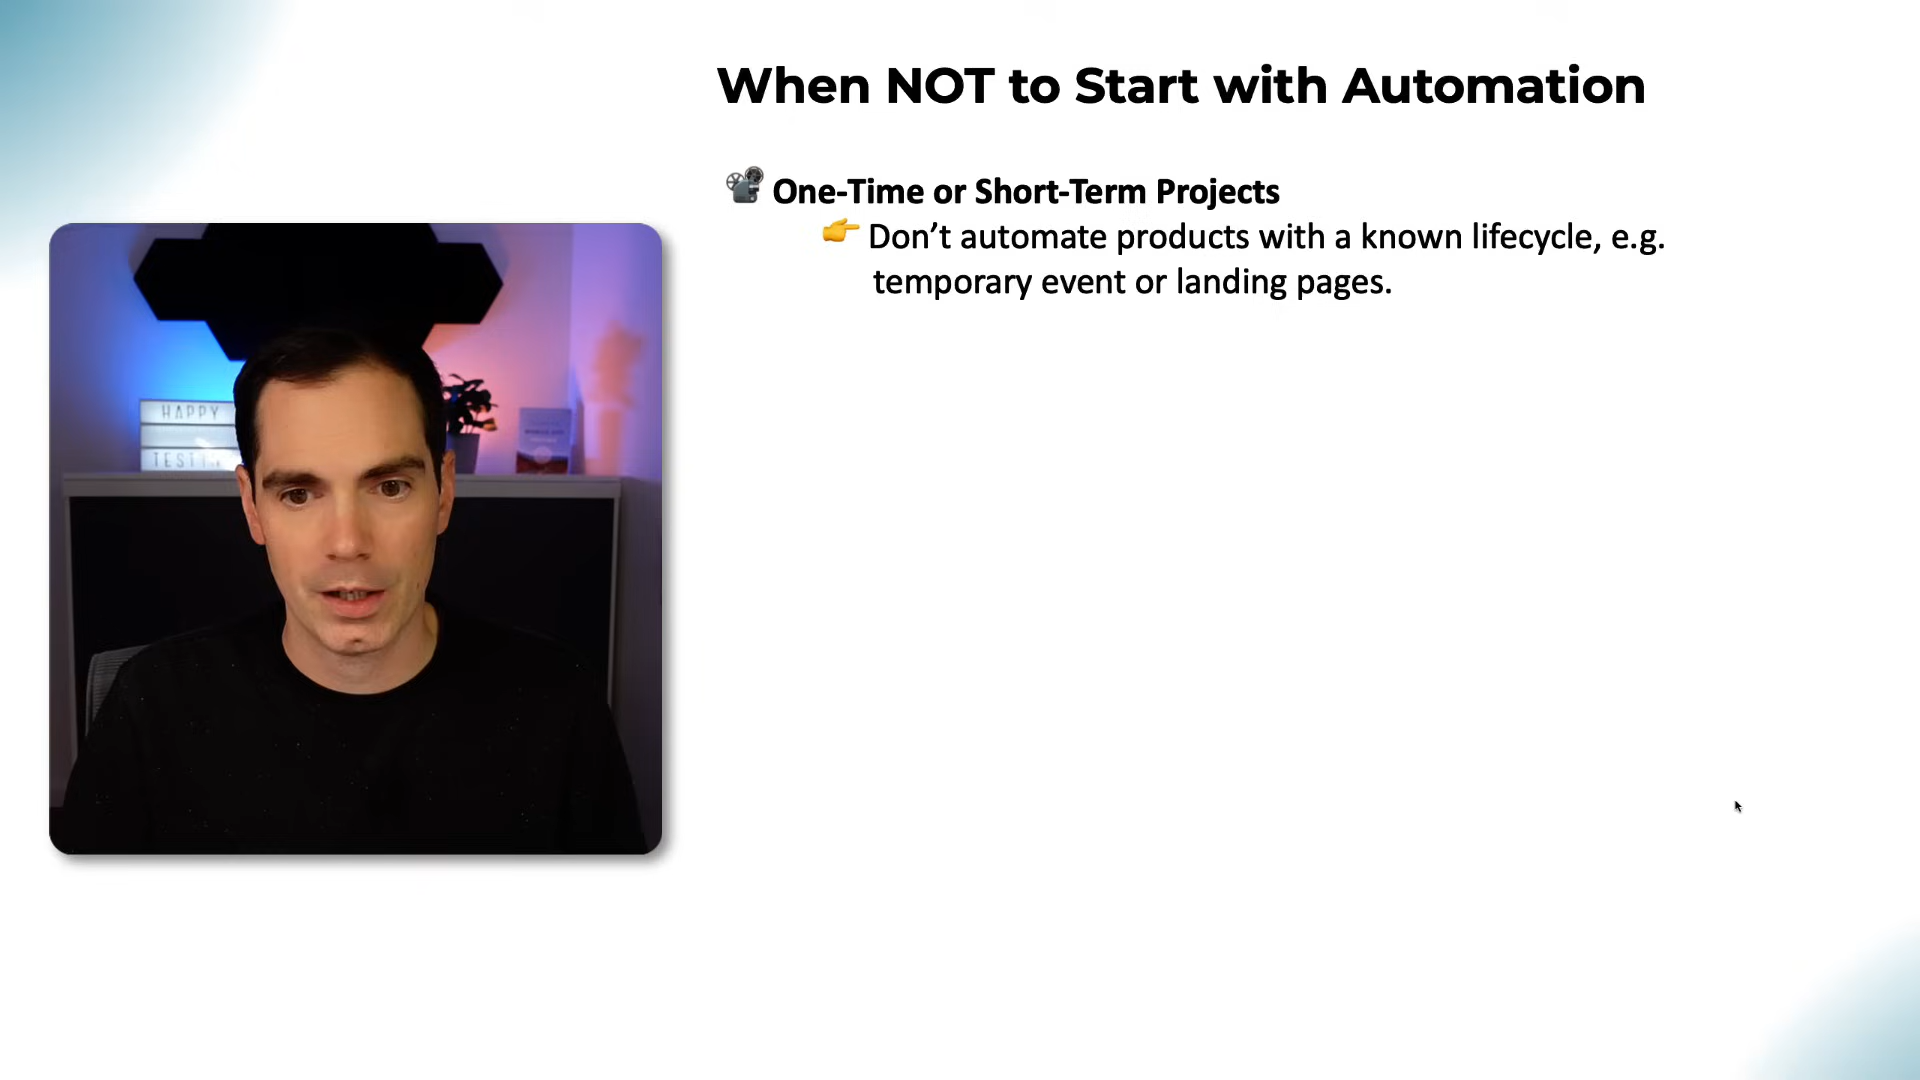 When NOT to Start with Automation
📽️ One-Time or Short-Term Projects
👉 Don’t automate products with a known lifecycle, e.g.
temporary event or landing pages.
HAPPY